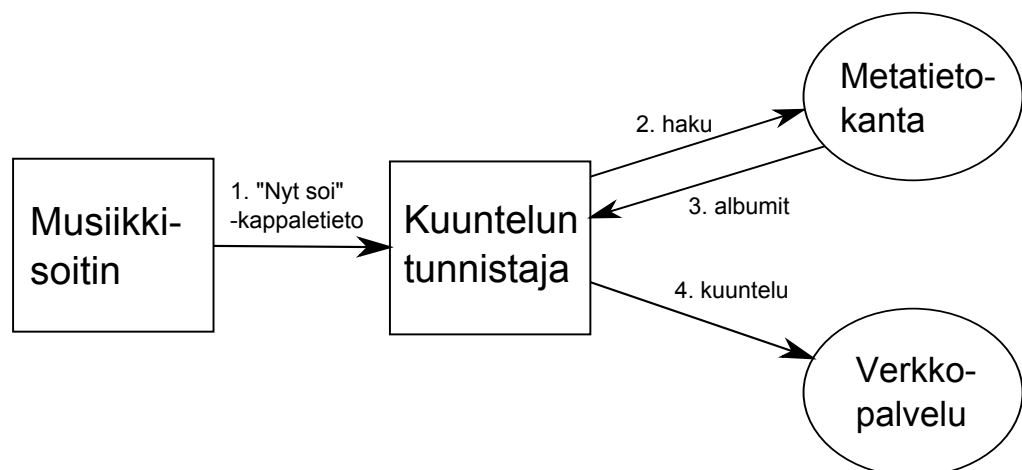 Musiikki-
soitin
1. "Nyt soi"
-kappaletieto
Kuuntelun
tunnistaja
2. haku
Metatieto-
kanta
3. albumit
4. kuuntelu
Verkko-
palvelu